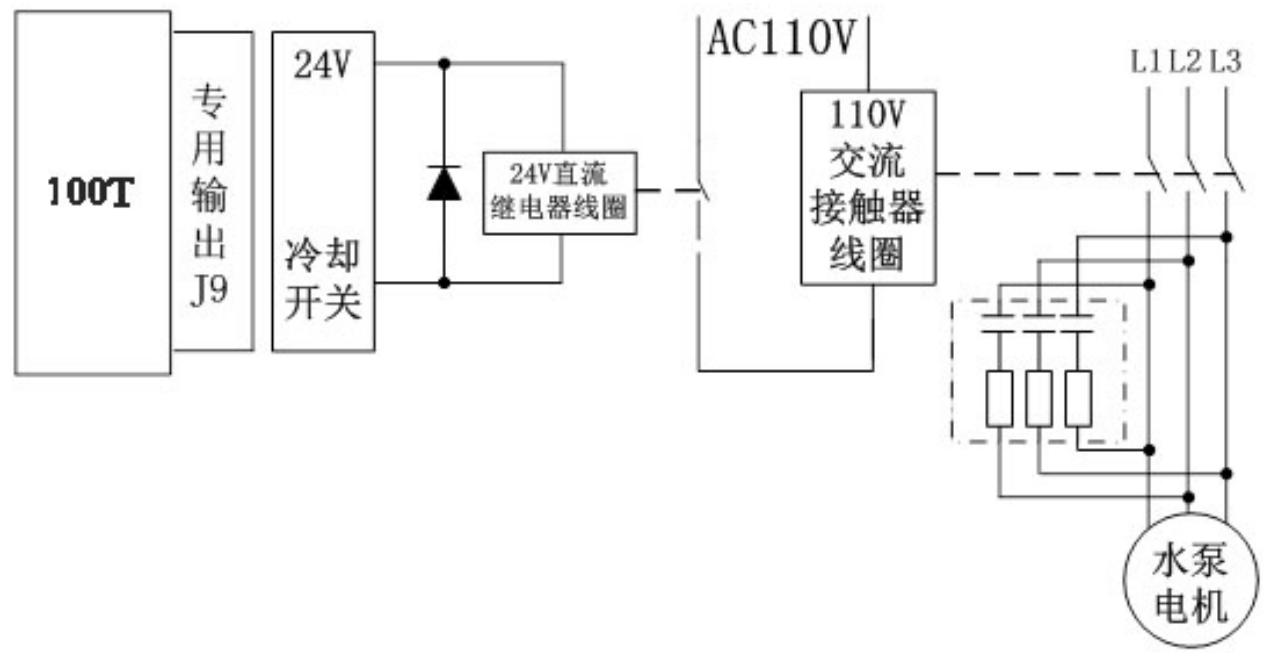 100T
专
用
输
出
J9
24V
冷却
开关
24V直流
继电器线圈
AC110V
110V
交流
接触器
线圈
L1 L2 L3
水泵
电机